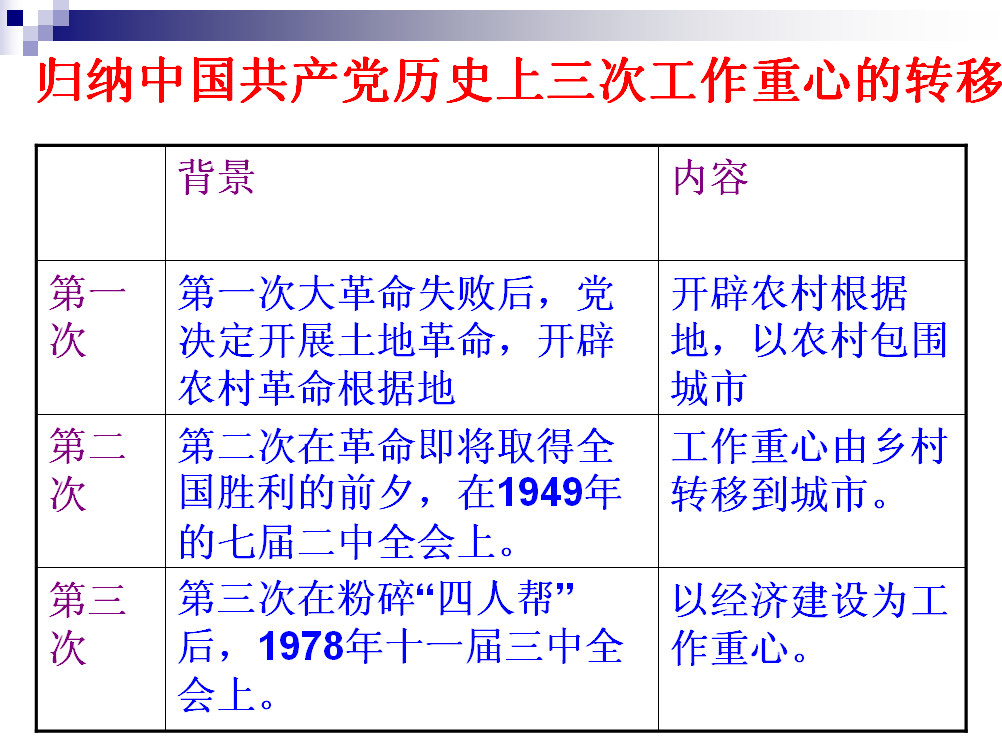 归纳中国共产党历史上三次工作重心的转移
背景
内容
第一
次
第一次大革命失败后，党
决定开展土地革命，开辟
农村革命根据地
开辟农村根据
地，以农村包围
城市
第二
次
第二次在革命即将取得全
国胜利的前夕，在1949年
的七届二中全会上。
工作重心由乡村
转移到城市。
第三
次
第三次在粉碎“四人帮”
后，1978年十一届三中全
会上。
以经济建设为工
作重心。